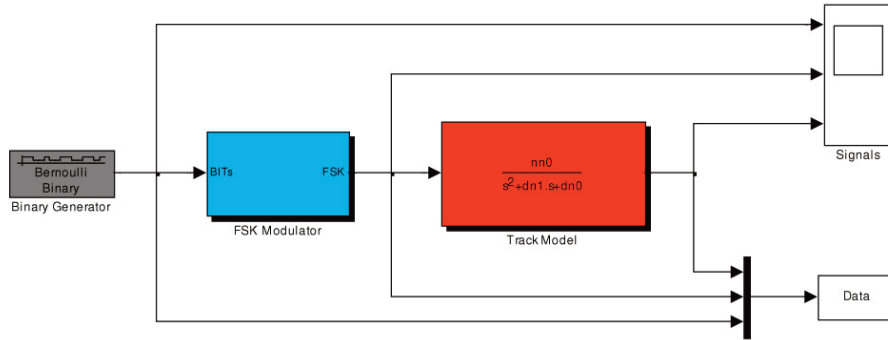 Bernoulli
Binary
Binary Generator
BITs
FSK
FSK Modulator
nn0
s2+dn1.s+dn0
Track Model
Signals
Data